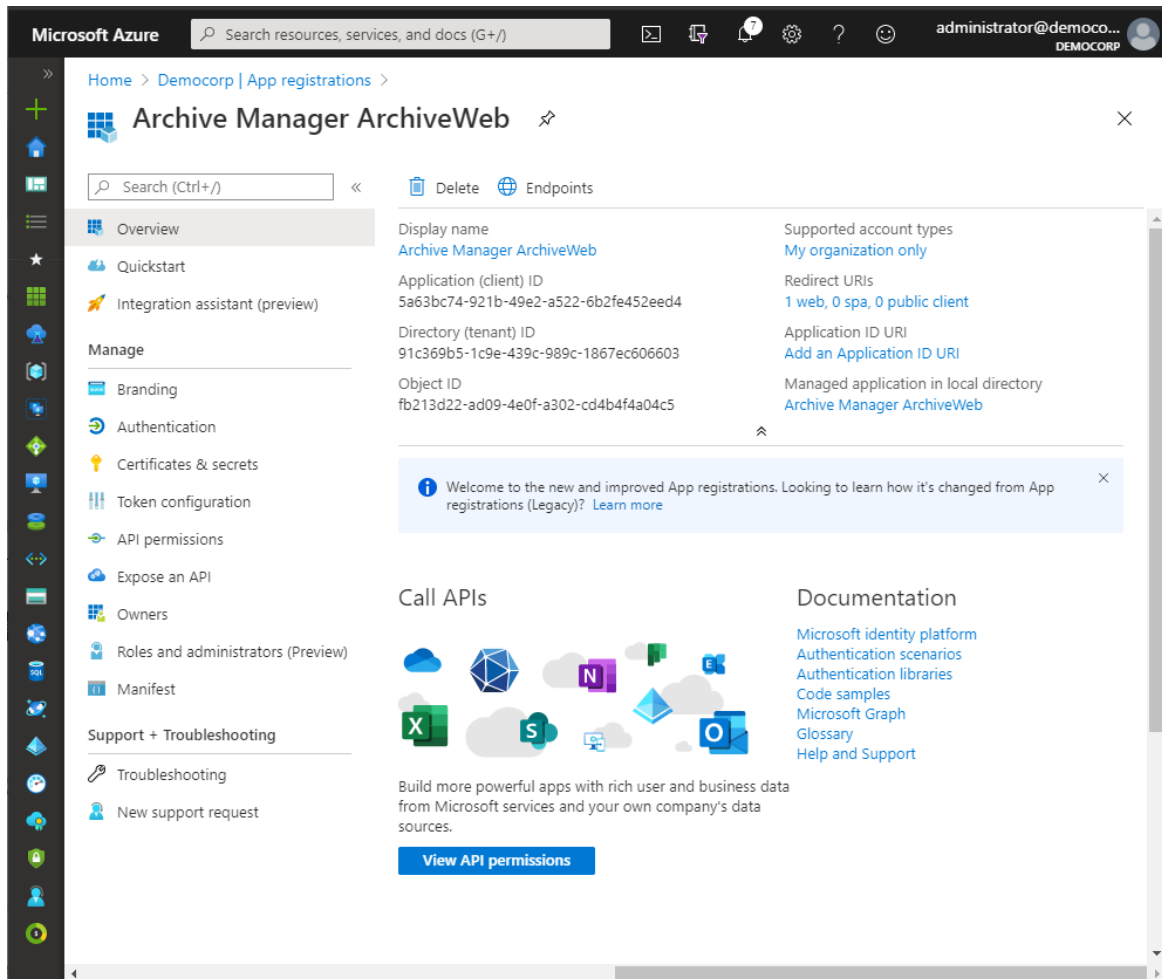 Microsoft Azure
Search resources, services, and docs (G+/)
7
administrator@democo...
DEMOCORP
Home > Democorp | App registrations >
Archive Manager ArchiveWeb
Search (Ctrl+/)
Delete
Endpoints
Overview
Quickstart
Integration assistant (preview)
Manage
Branding
Authentication
Certificates & secrets
Token configuration
API permissions
Expose an API
Owners
Roles and administrators (Preview)
Manifest
Support + Troubleshooting
Troubleshooting
New support request
Display name
Archive Manager ArchiveWeb
Application (client) ID
5a63bc74-921b-49e2-a522-6b2fe452eed4
Directory (tenant) ID
91c369b5-1c9e-439c-989c-1867ec606603
Object ID
fb213d22-ad09-4e0f-a302-cd4b4f4a04c5
Supported account types
My organization only
Redirect URIs
1 web, 0 spa, 0 public client
Application ID URI
Add an Application ID URI
Managed application in local directory
Archive Manager ArchiveWeb
Welcome to the new and improved App registrations. Looking to learn how it's changed from App
registrations (Legacy)? Learn more
Call APIs
N
E
X
S
O
Build more powerful apps with rich user and business data
from Microsoft services and your own company's data
sources.
View API permissions
Documentation
Microsoft identity platform
Authentication scenarios
Authentication libraries
Code samples
Microsoft Graph
Glossary
Help and Support
SQL